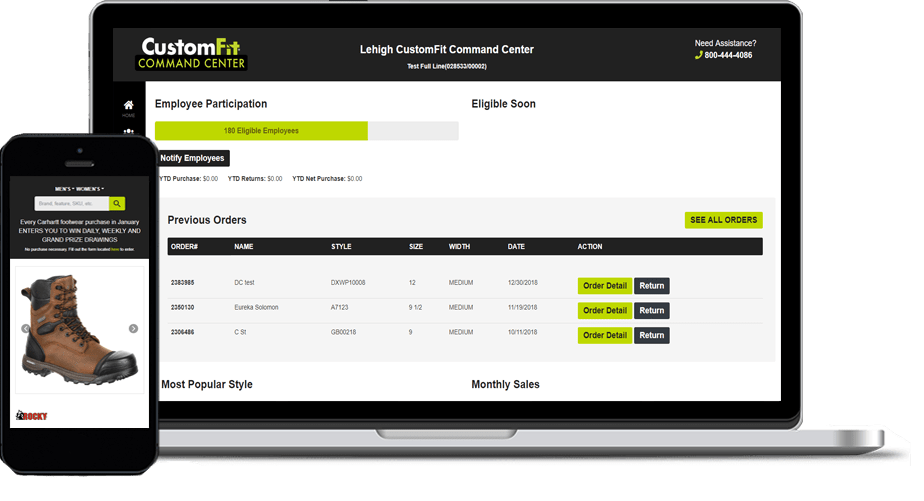 CustomFit
COMMAND CENTER
Lehigh CustomFit Command Center
Test Full Line(028533/00002)
Need Assistance?
800-444-4086
HOME
Employee Participation
Eligible Soon
180 Eligible Employees
Notify Employees
YTD Purchase: $0.00 YTD Returns: $0.00 YTD Net Purchase: $0.00
Previous Orders
SEE ALL ORDERS
ORDER# NAME STYLE SIZE WIDTH DATE ACTION
2383985 DC test DXWP10008 12 MEDIUM 12/30/2018 Order Detail Return
2350130 Eureka Solomon A7123 9 1/2 MEDIUM 11/19/2018 Order Detail Return
2306486 C St GB00218 9 MEDIUM 10/11/2018 Order Detail Return
Most Popular Style
Monthly Sales
MEN'S WOMEN'S
Brand, feature, SKU, etc.
Every Carhartt footwear purchase in January
ENTERS YOU TO WIN DAILY, WEEKLY AND
GRAND PRIZE DRAWINGS
No purchase necessary. Fill out the form located here to enter.
ROCKY